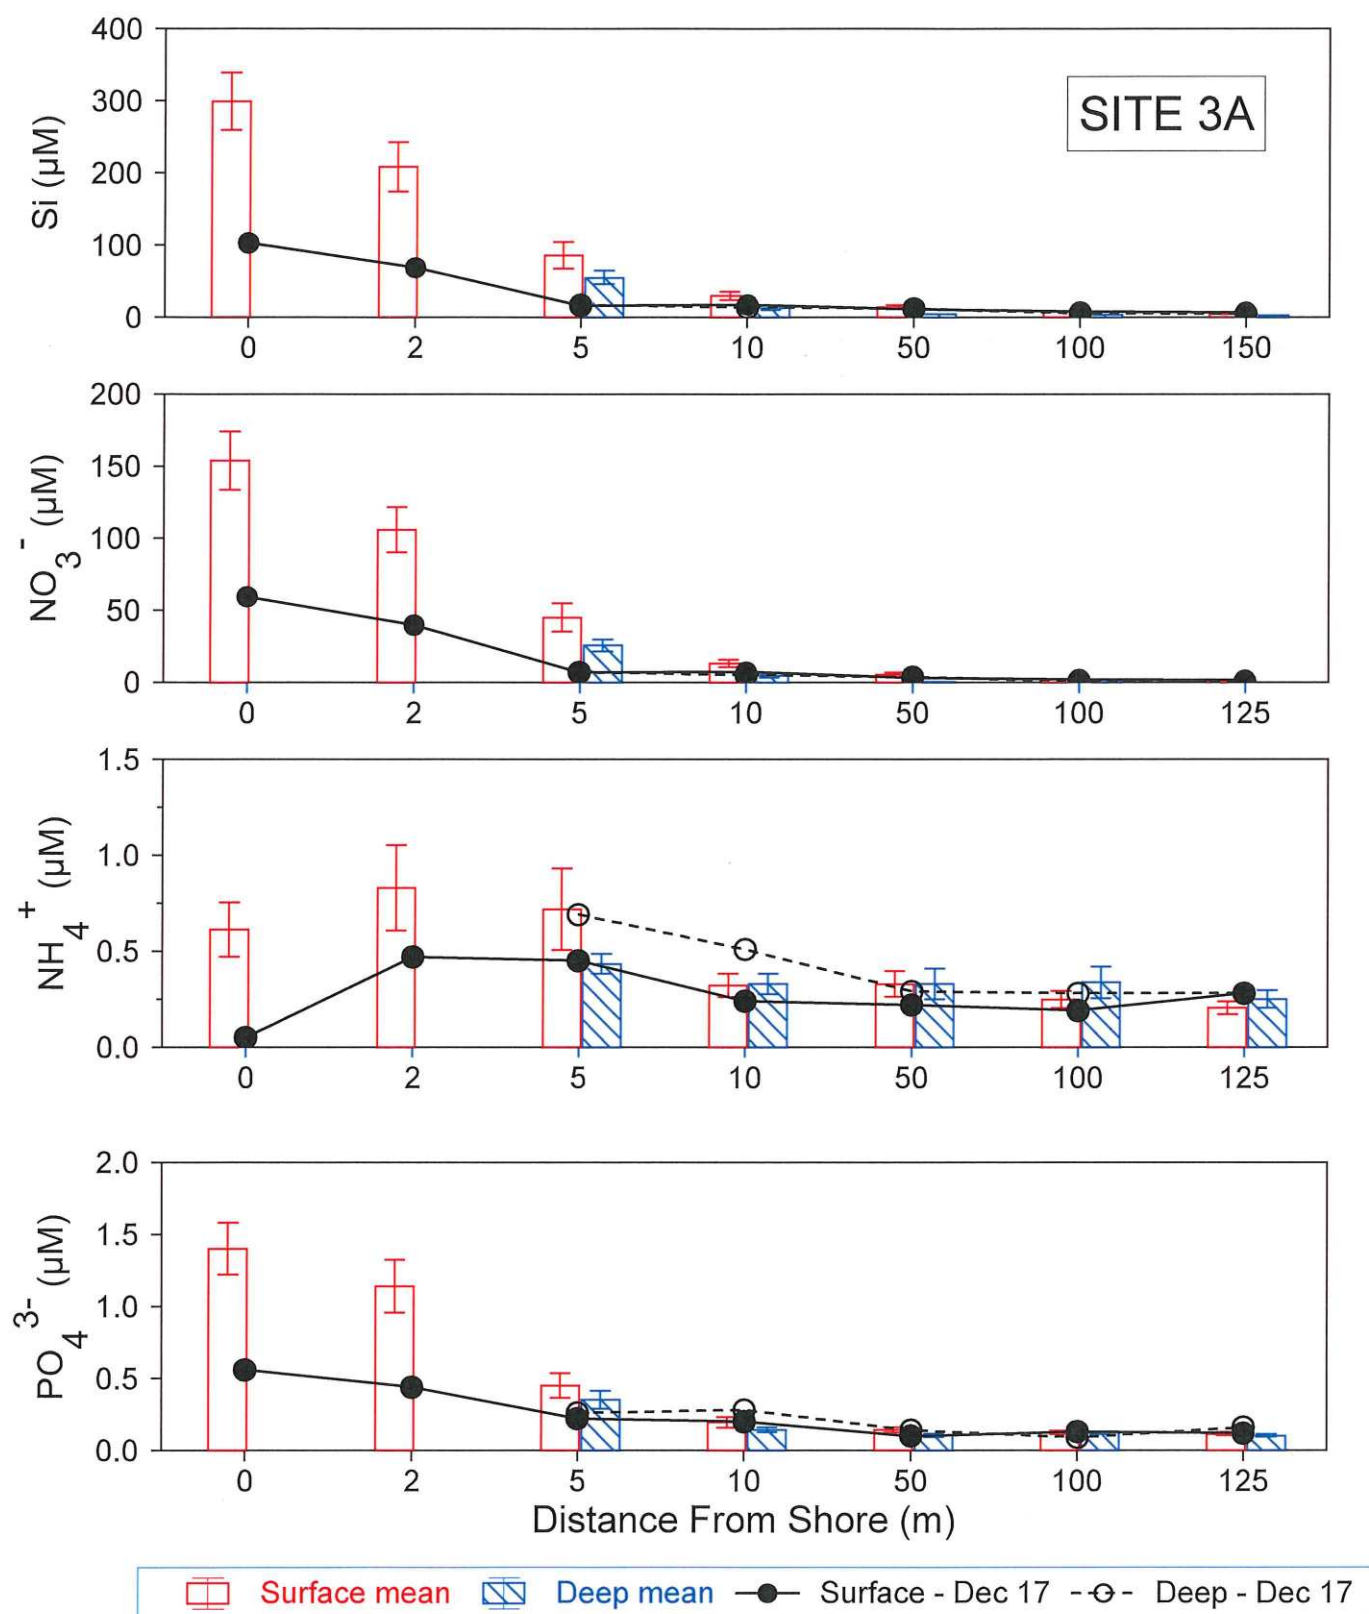 SITE 3A
Si (µM)
400
300
200
100
0
0 2 5 10 50 100 150
NO3- (µM)
200
150
100
50
0
0 2 5 10 50 100 125
NH4+ (µM)
1.5
1.0
0.5
0.0
0 2 5 10 50 100 125
PO43- (µM)
2.0
1.5
1.0
0.5
0.0
0 2 5 10 50 100 125
Distance From Shore (m)
Surface mean Deep mean Surface - Dec 17 Deep - Dec 17